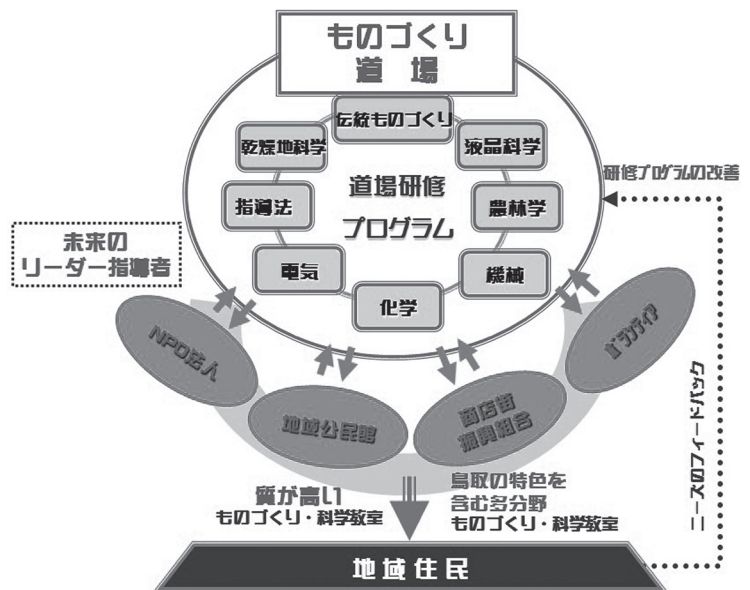 ものづくり
道 場
伝統ものづくり
乾燥地科学
液晶科学
道場研修
プログラム
指導法
農林学
電気
機械
化学
研修プログラムの改善
未来の
リーダー指導者
NPO法人
地域公民館
商店街
振興組合
ボランティア
ニーズのフィードバック
質が高い
ものづくり・科学教室
鳥取の特色を
含む多分野
ものづくり・科学教室
地域住民